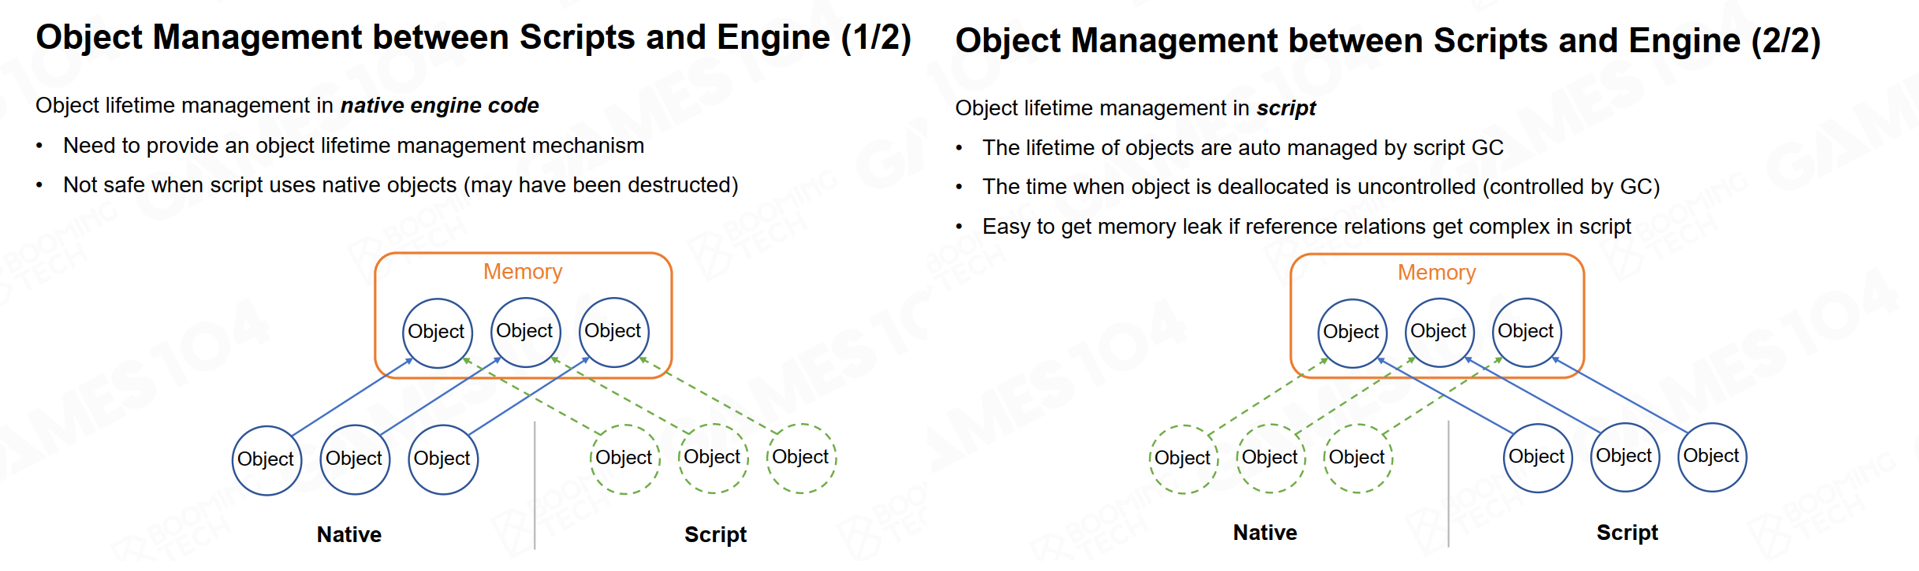 Object Management between Scripts and Engine (1/2)
Object lifetime management in native engine code
• Need to provide an object lifetime management mechanism
• Not safe when script uses native objects (may have been destructed)
Memory
Object Object Object
Object Object Object
Object Object Object
Native
Script
Object Management between Scripts and Engine (2/2)
Object lifetime management in script
• The lifetime of objects are auto managed by script GC
• The time when object is deallocated is uncontrolled (controlled by GC)
• Easy to get memory leak if reference relations get complex in script
Memory
Object Object Object
Object Object Object
Object Object Object
Native
Script
GAMES 104
BOOMING TECH